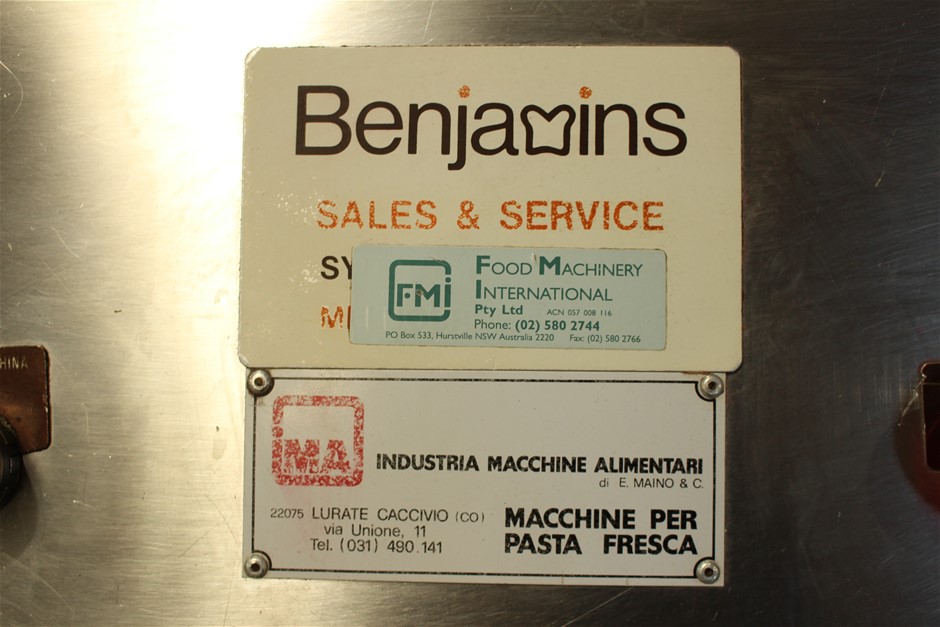 Benjamins
SALES & SERVICE
SY
FMi
FOOD MACHINERY
INTERNATIONAL
Pty Ltd ACN 057 008 116
Phone: (02) 580 2744
PO Box 533, Hurstville NSW Australia 2220 Fax: (02) 580 2766
IMA
INDUSTRIA MACCHINE ALIMENTARI
di E. MAINO & C.
22075 LURATE CACCIVIO (CO)
via Unione, 11
Tel. (031) 490.141
MACCHINE PER
PASTA FRESCA